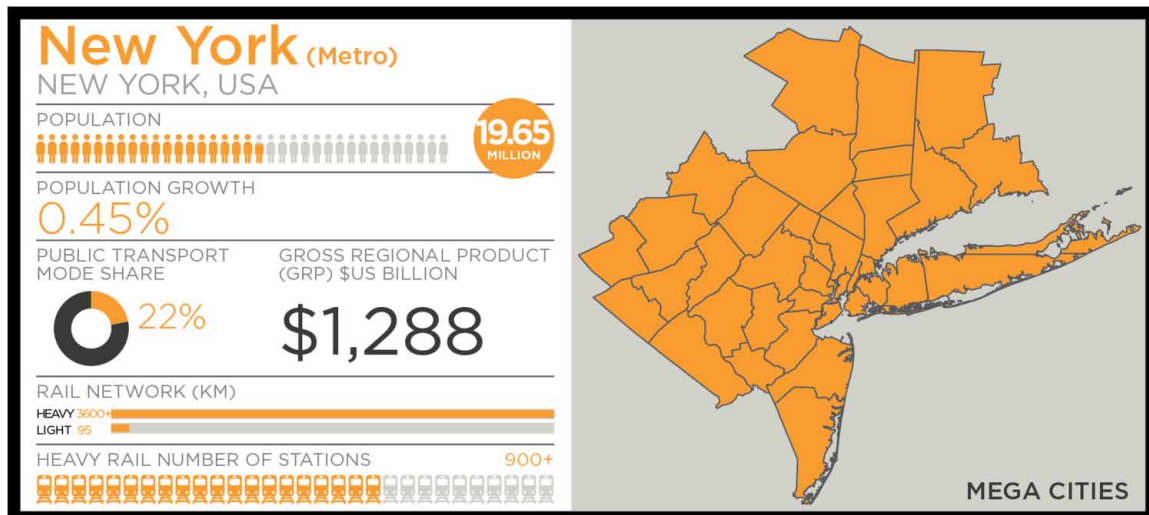 New York (Metro)
NEW YORK, USA
POPULATION
19.65
MILLION
POPULATION GROWTH
0.45%
PUBLIC TRANSPORT
MODE SHARE
22%
GROSS REGIONAL PRODUCT
(GRP) $US BILLION
$1,288
RAIL NETWORK (KM)
HEAVY 3600+
LIGHT 95
HEAVY RAIL NUMBER OF STATIONS 900+
MEGA CITIES